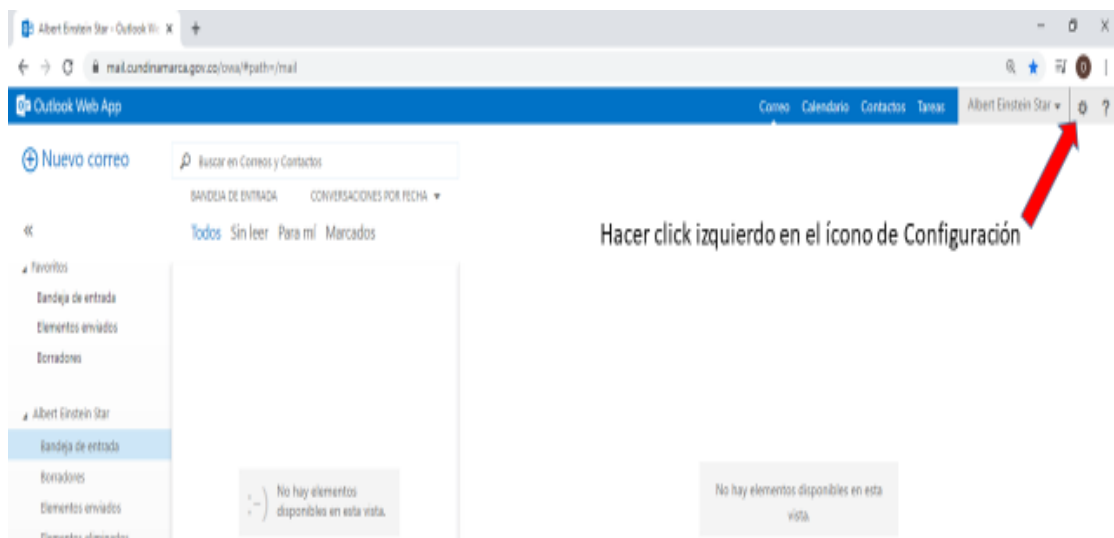 Albert Einstein Star - Outlook We
mail.cundinamarca.gov.co/owa/#path=/mail
Outlook Web App
Correo Calendario Contactos Tareas Albert Einstein Star ?
Nuevo correo
Buscar en Correos y Contactos
BANDEJA DE ENTRADA CONVERSACIONES POR FECHA
Todos Sin leer Para mí Marcados
Hacer click izquierdo en el ícono de Configuración
Favoritos
Bandeja de entrada
Elementos enviados
Borradores
Albert Einstein Star
Bandeja de entrada
Borradores
Elementos enviados
Elementos eliminados
:-) No hay elementos
disponibles en esta vista.
No hay elementos disponibles en esta
vista.